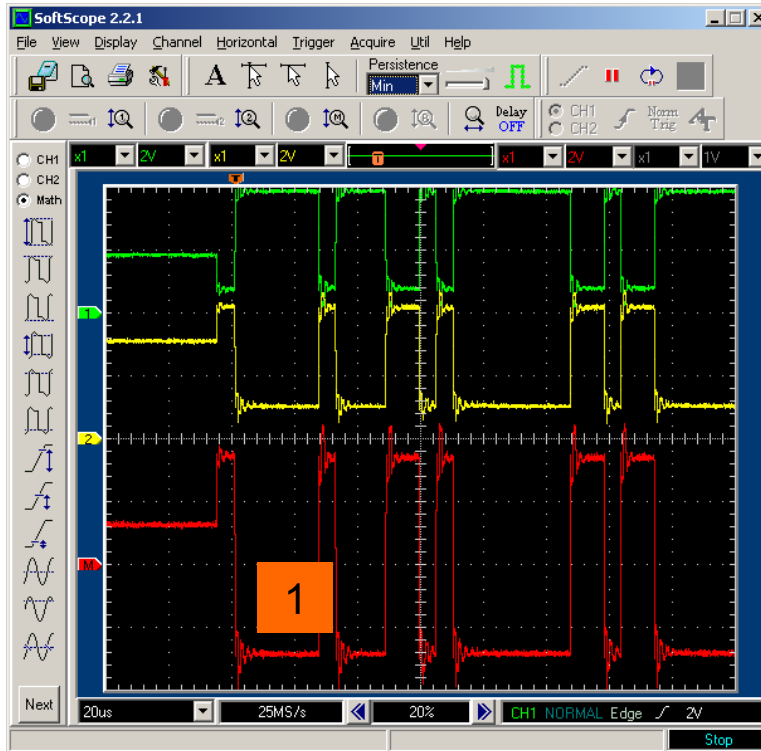 SoftScope 2.2.1
File View Display Channel Horizontal Trigger Acquire Util Help
Persistence
A Min
1 2 M B Delay OFF CH1 CH2 Norm Trig
CH1 x1 2V x1 2V T x1 2V x1 1V
CH2
Math
T
1
2
M
1
Next 20us 25MS/s 20% CH1 NORMAL Edge 2V
Stop